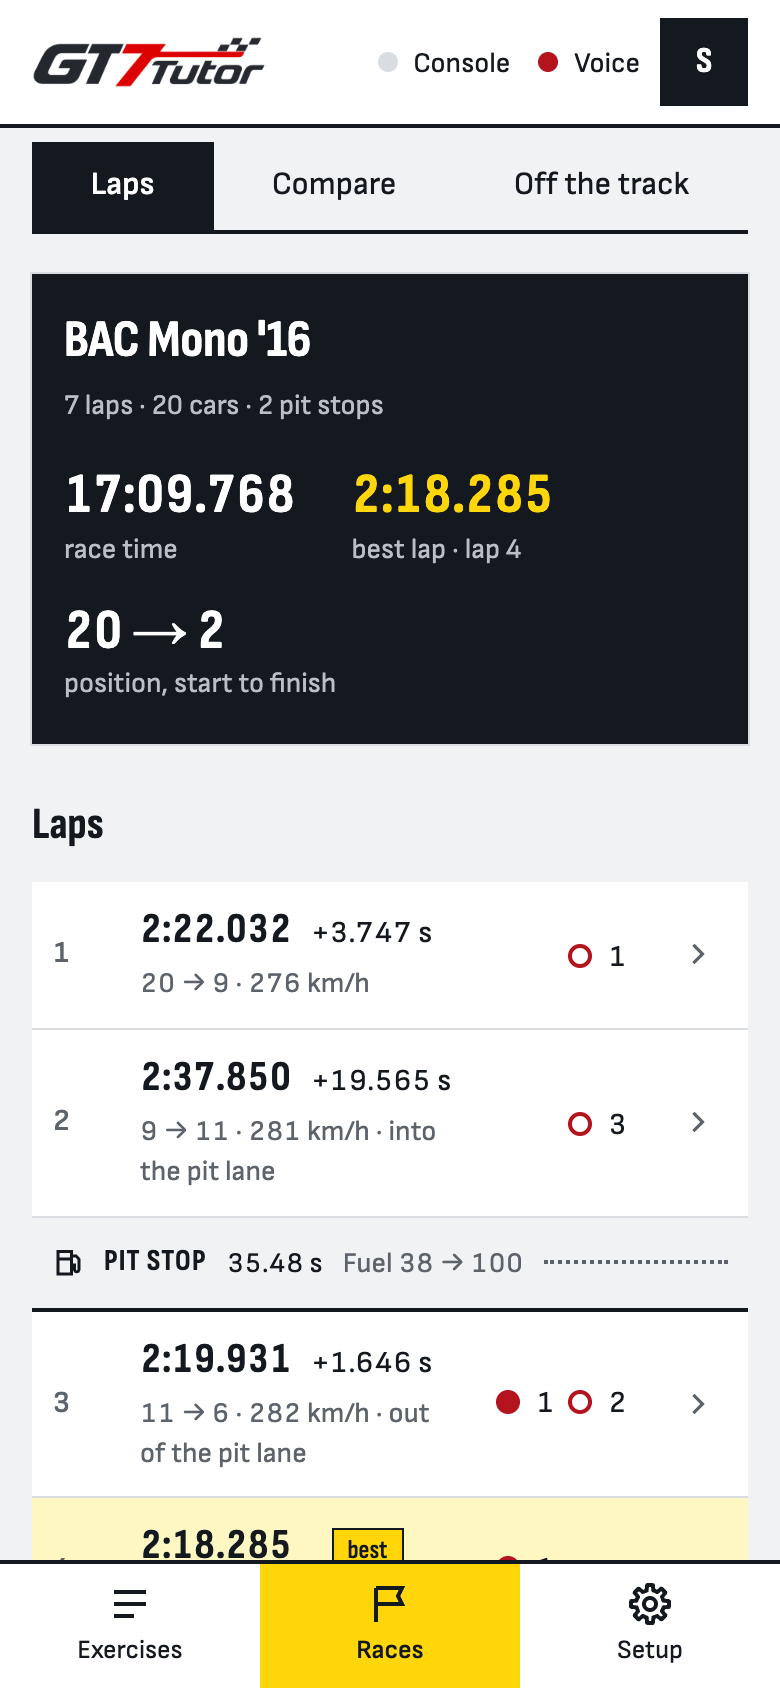 GT7 Tutor
Console Voice S
Laps Compare Off the track
BAC Mono '16
7 laps · 20 cars · 2 pit stops
17:09.768 2:18.285
race time best lap · lap 4
20 → 2
position, start to finish
Laps
1 2:22.032 +3.747 s 1
20 → 9 · 276 km/h
2 2:37.850 +19.565 s 3
9 → 11 · 281 km/h · into
the pit lane
PIT STOP 35.48 s Fuel 38 → 100
3 2:19.931 +1.646 s 1 2
11 → 6 · 282 km/h · out
of the pit lane
2:18.285 best
Exercises Races Setup